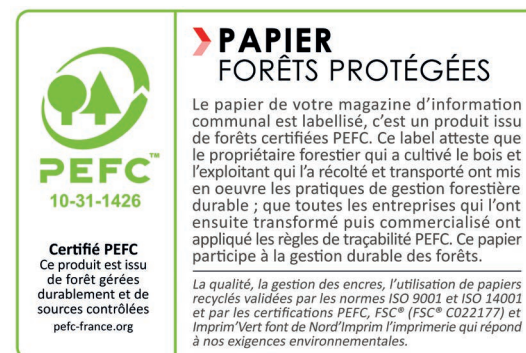 PEFC™
10-31-1426
Certifié PEFC
Ce produit est issu
de forêt gérées
durablement et de
sources contrôlées
pefc-france.org
PAPIER
FORÊTS PROTÉGÉES
Le papier de votre magazine d’information
communal est labellisé, c’est un produit issu
de forêts certifiées PEFC. Ce label atteste que
le propriétaire forestier qui a cultivé le bois et
l’exploitant qui l’a récolté et transporté ont mis
en oeuvre les pratiques de gestion forestière
durable ; que toutes les entreprises qui l’ont
ensuite transformé puis commercialisé ont
appliqué les règles de traçabilité PEFC. Ce papier
participe à la gestion durable des forêts.
La qualité, la gestion des encres, l’utilisation de papiers
recyclés validées par les normes ISO 9001 et ISO 14001
et par les certifications PEFC, FSC® (FSC® C022177) et
Imprim’Vert font de Nord’Imprim l’imprimerie qui répond
à nos exigences environnementales.